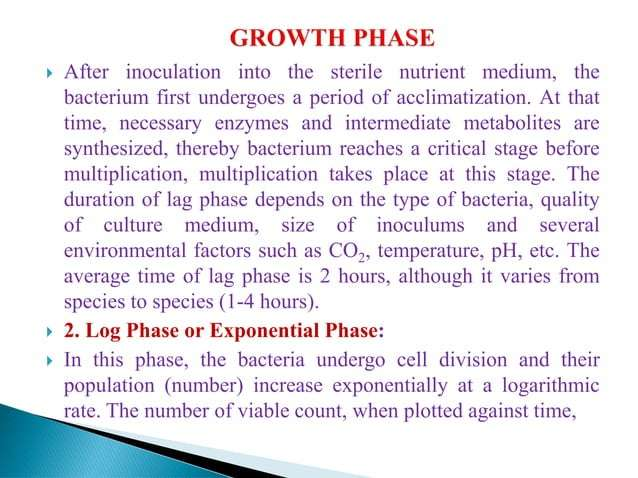 GROWTH PHASE
After inoculation into the sterile nutrient medium, the
bacterium first undergoes a period of acclimatization. At that
time, necessary enzymes and intermediate metabolites are
synthesized, thereby bacterium reaches a critical stage before
multiplication, multiplication takes place at this stage. The
duration of lag phase depends on the type of bacteria, quality
of culture medium, size of inoculums and several
environmental factors such as CO₂, temperature, pH, etc. The
average time of lag phase is 2 hours, although it varies from
species to species (1-4 hours).
2. Log Phase or Exponential Phase:
In this phase, the bacteria undergo cell division and their
population (number) increase exponentially at a logarithmic
rate. The number of viable count, when plotted against time,